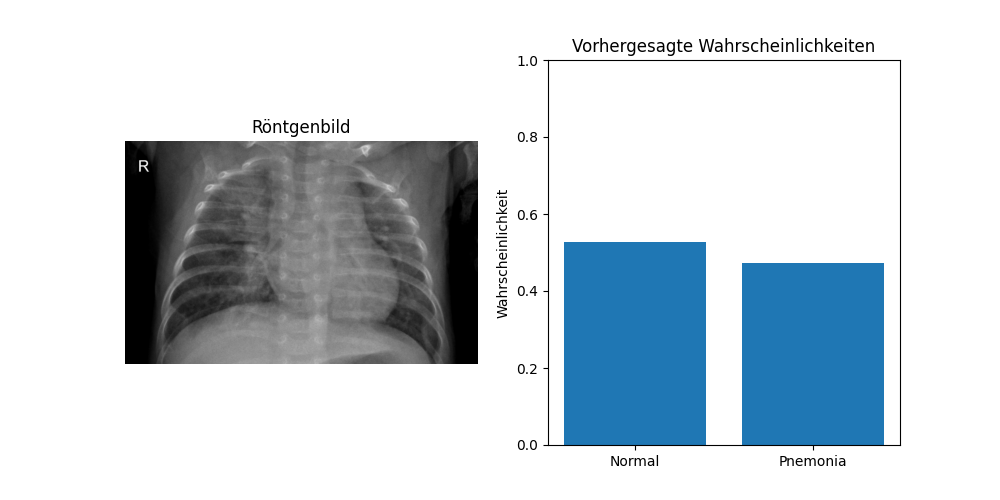 Röntgenbild
R
Vorhergesagte Wahrscheinlichkeiten
Wahrscheinlichkeit
1.0
0.8
0.6
0.4
0.2
0.0
Normal
Pnemonia